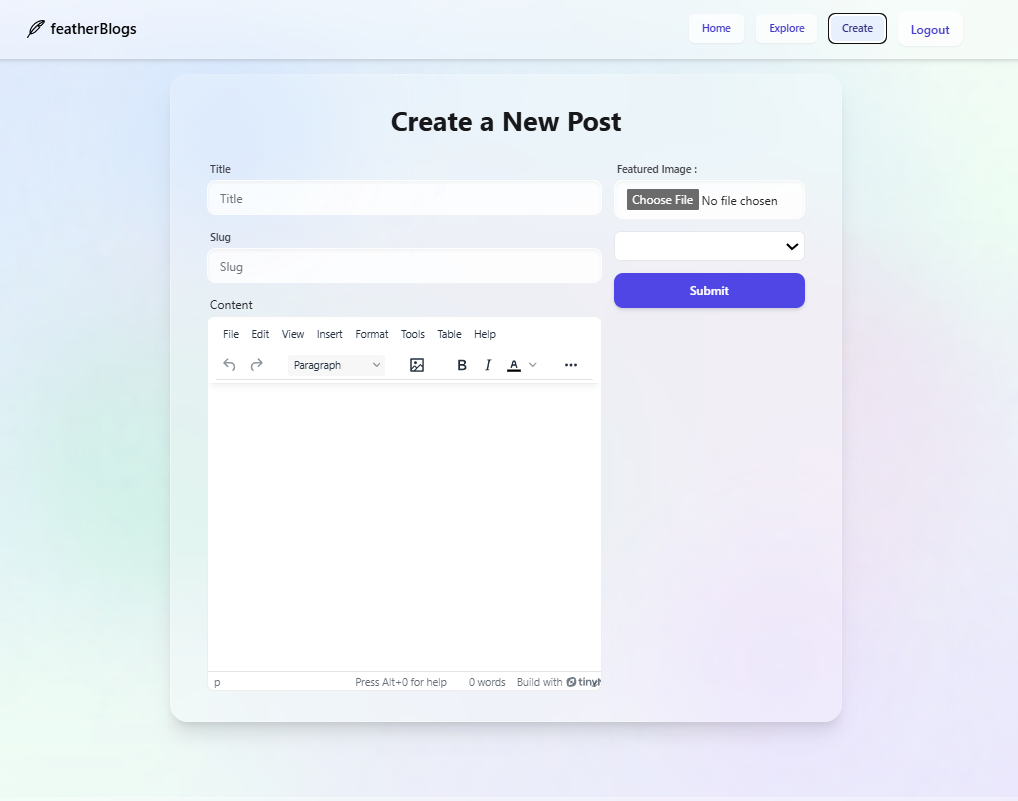 featherBlogs
Home Explore Create Logout
Create a New Post
Title
Title
Slug
Slug
Content
File Edit View Insert Format Tools Table Help
Paragraph B I A
p Press Alt+0 for help 0 words Build with
Featured Image :
Choose File No file chosen
Submit